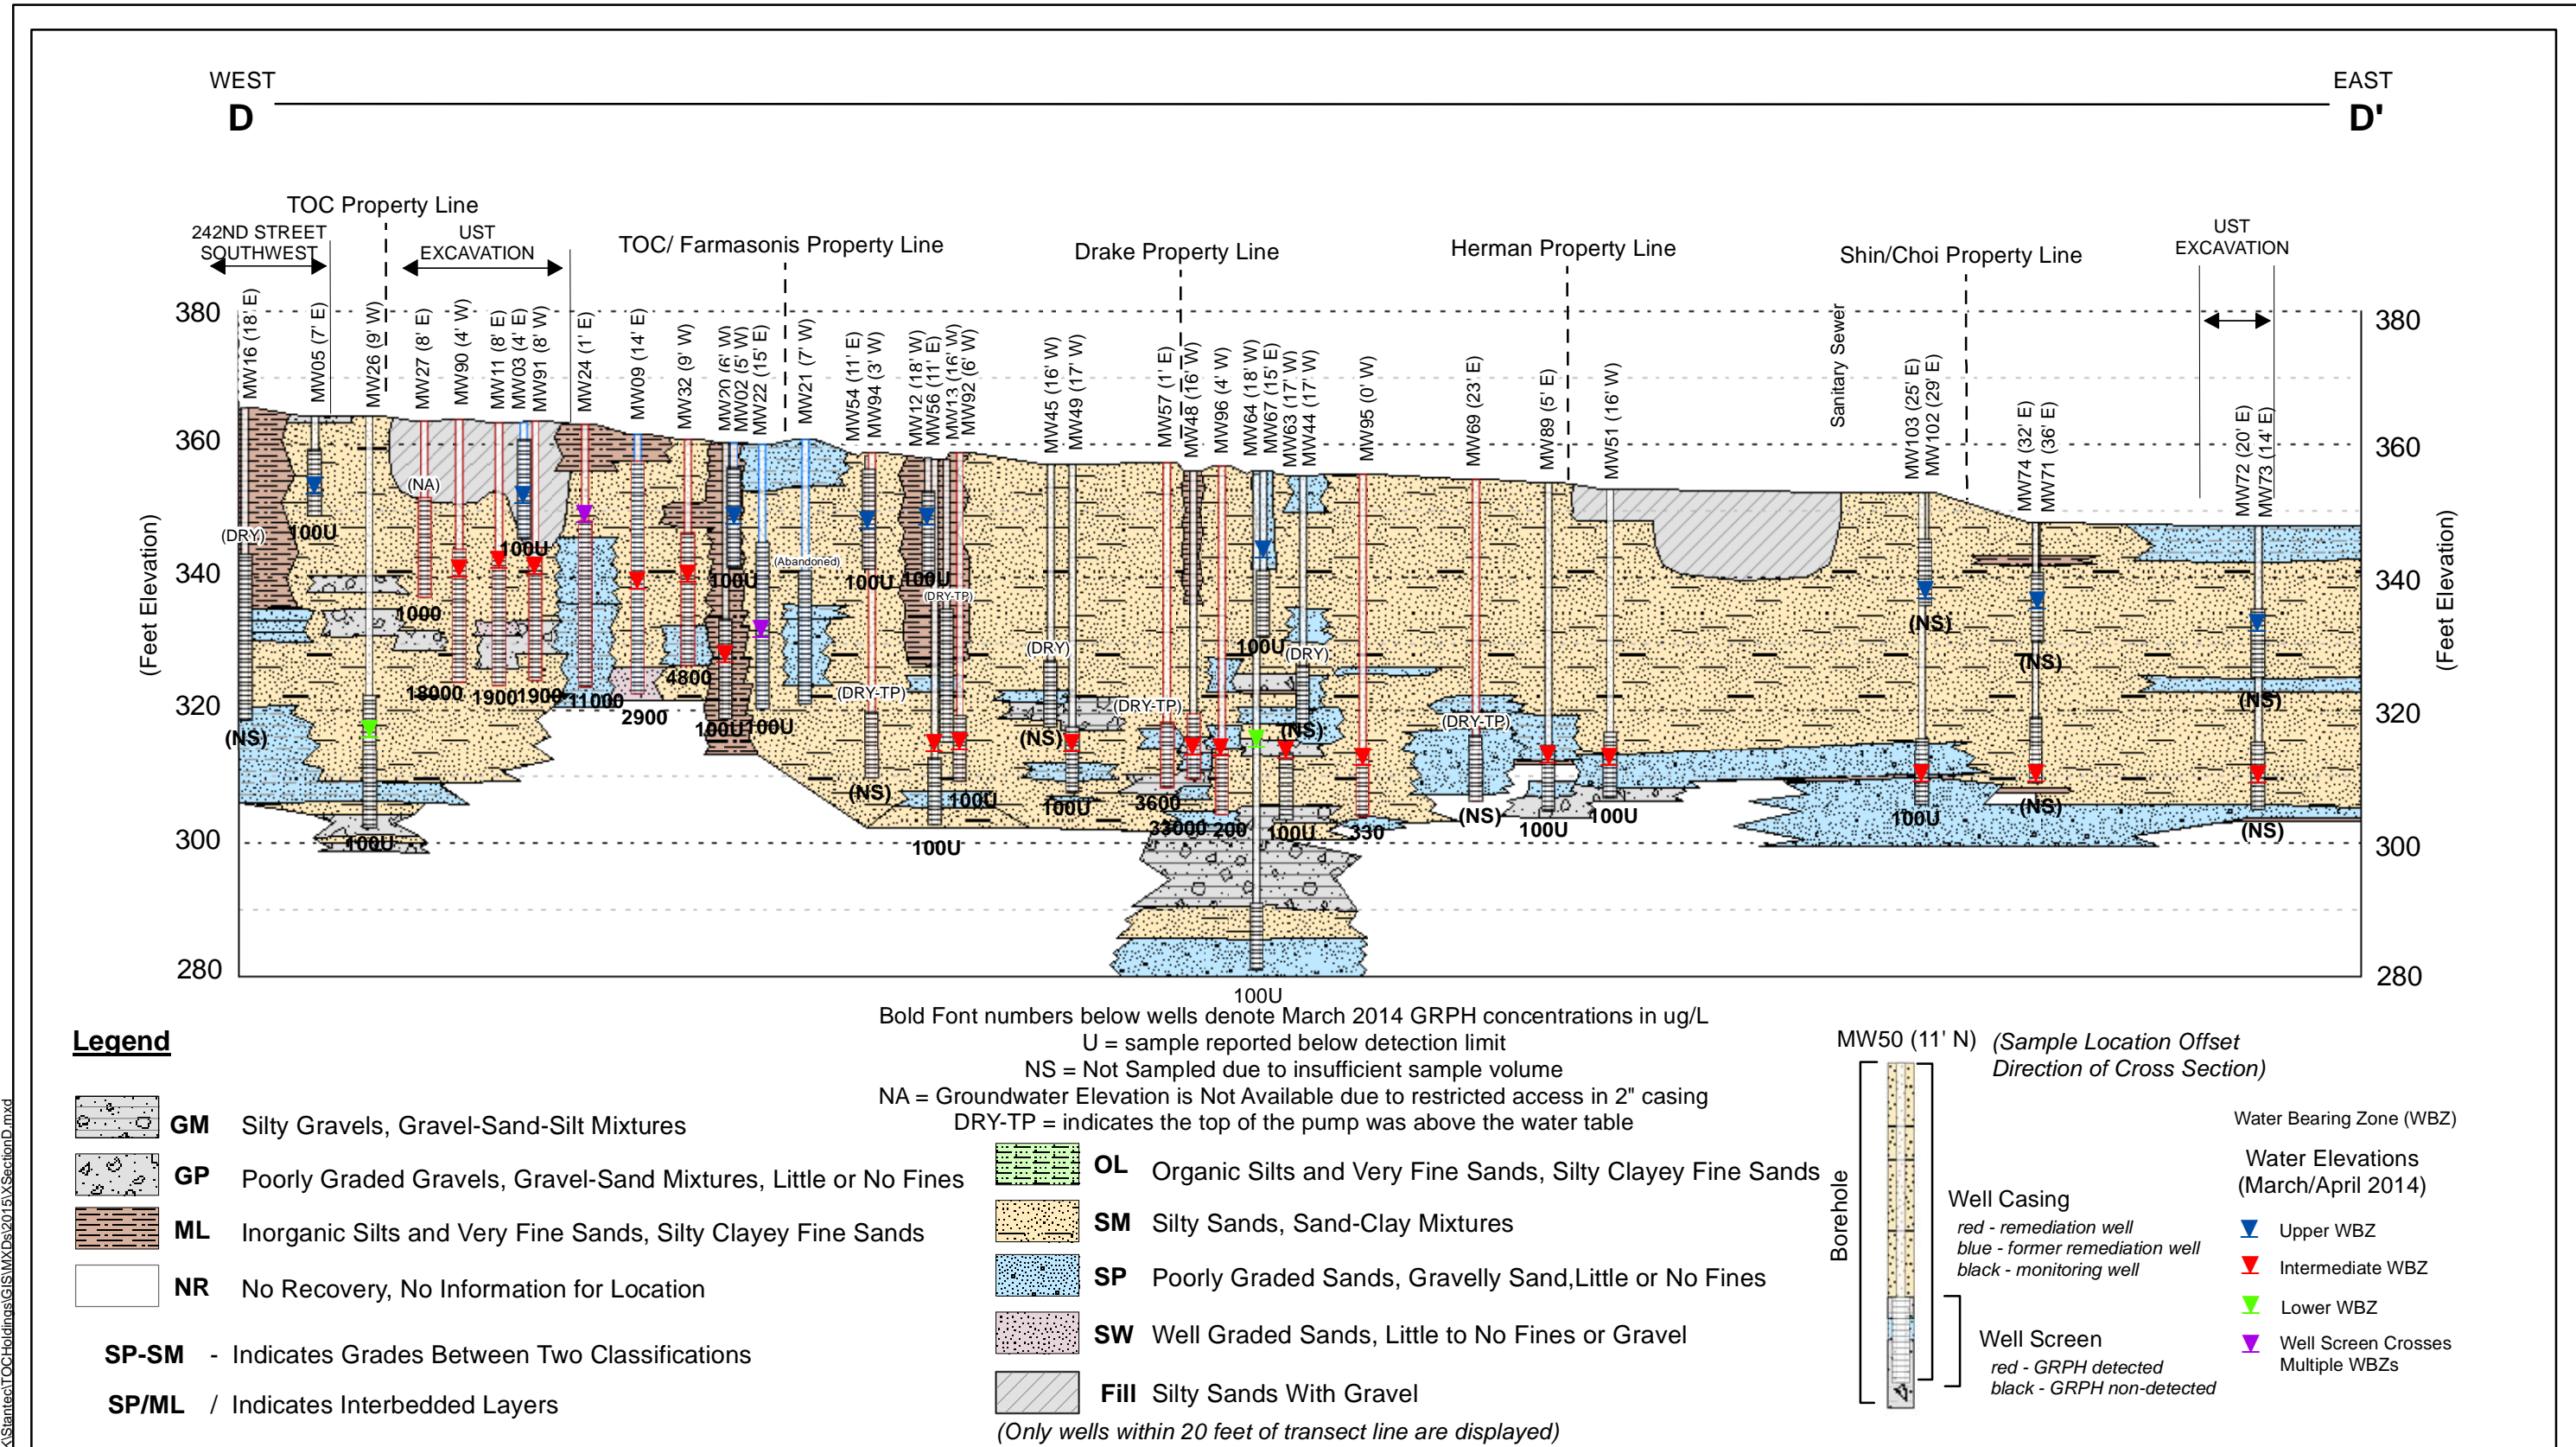 WEST
D
EAST
D'
TOC Property Line
242ND STREET
SOUTHWEST
UST
EXCAVATION
TOC/ Farmasonis Property Line
Drake Property Line
Herman Property Line
Shin/Choi Property Line
UST
EXCAVATION
Sanitary Sewer
MW16 (18' E)
MW05 (7' E)
MW26 (9' W)
MW27 (8' E)
MW90 (4' W)
MW11 (8' E)
MW03 (4' E)
MW91 (8' W)
MW24 (1' E)
MW09 (14' E)
MW32 (9' W)
MW20 (6' W)
MW02 (5' W)
MW22 (15' E)
MW21 (7' W)
MW54 (11' E)
MW94 (3' W)
MW12 (18' W)
MW56 (11' E)
MW13 (16' W)
MW92 (6' W)
MW45 (16' W)
MW49 (17' W)
MW57 (1' E)
MW48 (16' W)
MW96 (4' W)
MW64 (18' W)
MW67 (15' E)
MW63 (17' W)
MW44 (17' W)
MW95 (0' W)
MW69 (23' E)
MW89 (5' E)
MW51 (16' W)
MW103 (25' E)
MW102 (29' E)
MW74 (32' E)
MW71 (36' E)
MW72 (20' E)
MW73 (14' E)
380
360
340
320
300
280
(Feet Elevation)
380
360
340
320
300
280
(Feet Elevation)
(NA)
(DRY)
100U
100U
(Abandoned)
100U
100U
100U
(DRY-TP)
1000
(NS)
100U
(DRY)
(DRY)
(NS)
(NS)
4800
18000
1900
1900
11000
2900
(DRY-TP)
(DRY-TP)
(DRY-TP)
(NS)
100U
100U
(NS)
(NS)
(NS)
100U
100U
3600
33000
200
100U
330
(NS)
100U
100U
100U
(NS)
(NS)
100U
100U
100U
Bold Font numbers below wells denote March 2014 GRPH concentrations in ug/L
U = sample reported below detection limit
NS = Not Sampled due to insufficient sample volume
NA = Groundwater Elevation is Not Available due to restricted access in 2" casing
DRY-TP = indicates the top of the pump was above the water table
Legend
GM Silty Gravels, Gravel-Sand-Silt Mixtures
GP Poorly Graded Gravels, Gravel-Sand Mixtures, Little or No Fines
ML Inorganic Silts and Very Fine Sands, Silty Clayey Fine Sands
NR No Recovery, No Information for Location
SP-SM - Indicates Grades Between Two Classifications
SP/ML / Indicates Interbedded Layers
OL Organic Silts and Very Fine Sands, Silty Clayey Fine Sands
SM Silty Sands, Sand-Clay Mixtures
SP Poorly Graded Sands, Gravelly Sand,Little or No Fines
SW Well Graded Sands, Little to No Fines or Gravel
Fill Silty Sands With Gravel
(Only wells within 20 feet of transect line are displayed)
MW50 (11' N) (Sample Location Offset
Direction of Cross Section)
Borehole
Well Casing
red - remediation well
blue - former remediation well
black - monitoring well
Well Screen
red - GRPH detected
black - GRPH non-detected
Water Bearing Zone (WBZ)
Water Elevations
(March/April 2014)
Upper WBZ
Intermediate WBZ
Lower WBZ
Well Screen Crosses
Multiple WBZs
K\Stantec\TOCHoldings\GIS\MXDs\2015\XSectionD.mxd